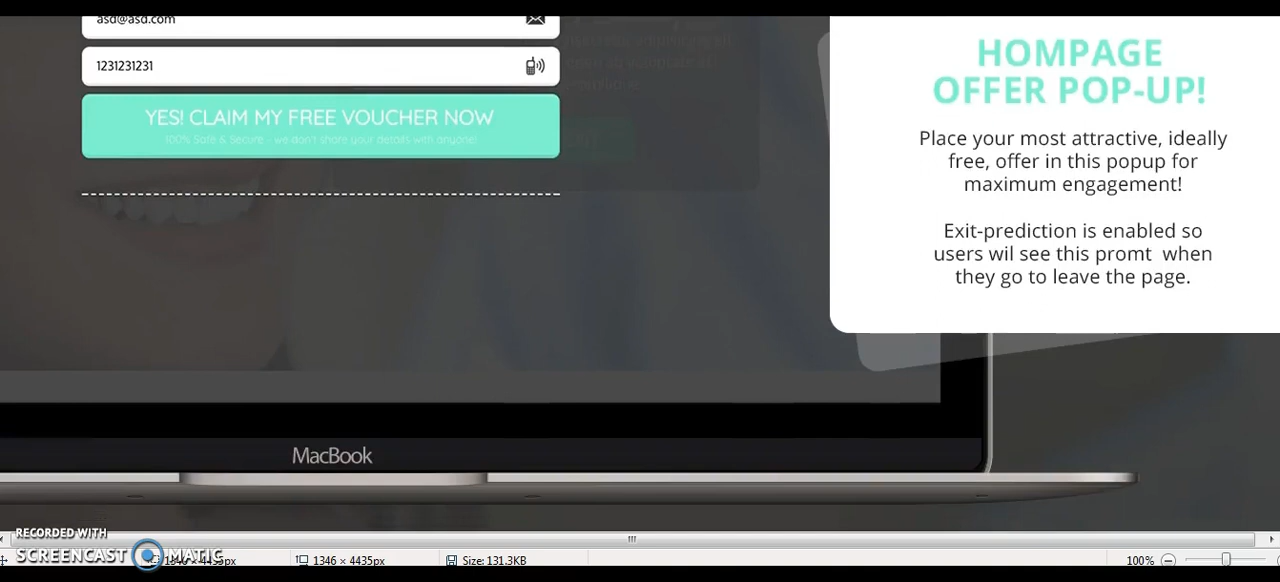 asd@asd.com
1231231231
YES! CLAIM MY FREE VOUCHER NOW
100% Safe & Secure - we don't share your details with anyone!
HOMPAGE
OFFER POP-UP!
Place your most attractive, ideally
free, offer in this popup for
maximum engagement!
Exit-prediction is enabled so
users wil see this promt when
they go to leave the page.
MacBook
RECORDED WITH
SCREENCAST MATIC
1346 × 4435px
Size: 131.3KB
100%